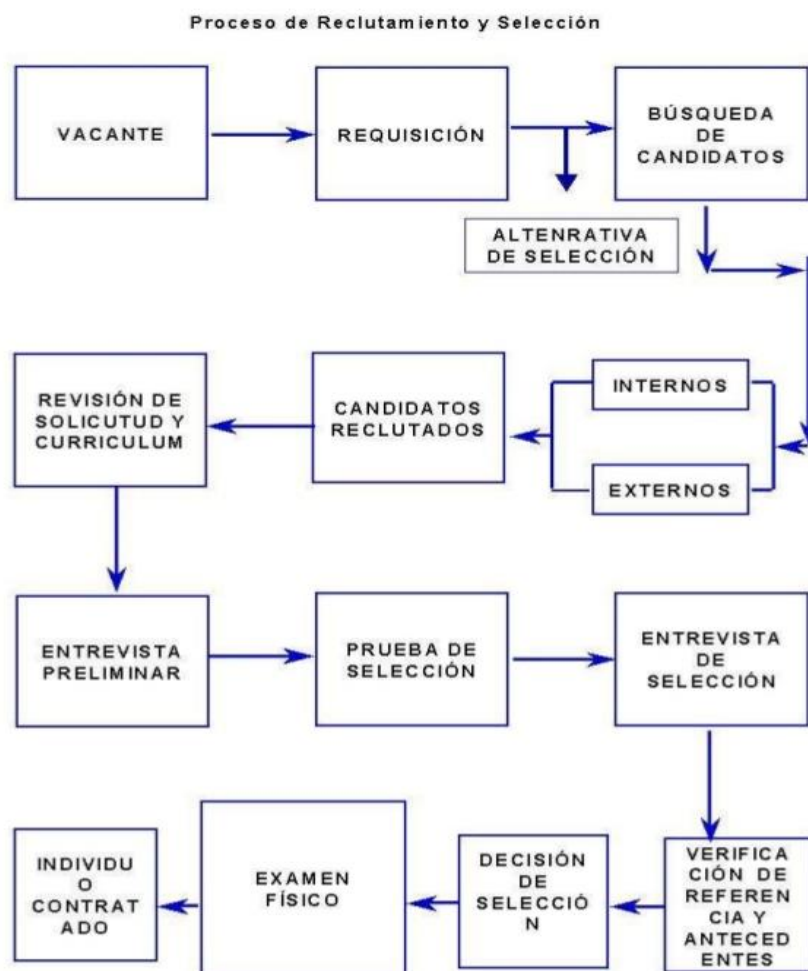 Proceso de Reclutamiento y Selección
VACANTE
REQUISICIÓN
BÚSQUEDA
DE
CANDIDATOS
ALTENRATIVA
DE SELECCIÓN
INTERNOS
EXTERNOS
CANDIDATOS
RECLUTADOS
REVISIÓN DE
SOLICUTUD Y
CURRICULUM
ENTREVISTA
PRELIMINAR
PRUEBA DE
SELECCIÓN
ENTREVISTA
DE
SELECCIÓN
VERIFICA
CIÓN DE
REFEREN
CIA Y
ANTECED
ENTES
DECISIÓN
DE
SELECCIÓ
N
EXAMEN
FÍSICO
INDIVIDU
O
CONTRAT
ADO